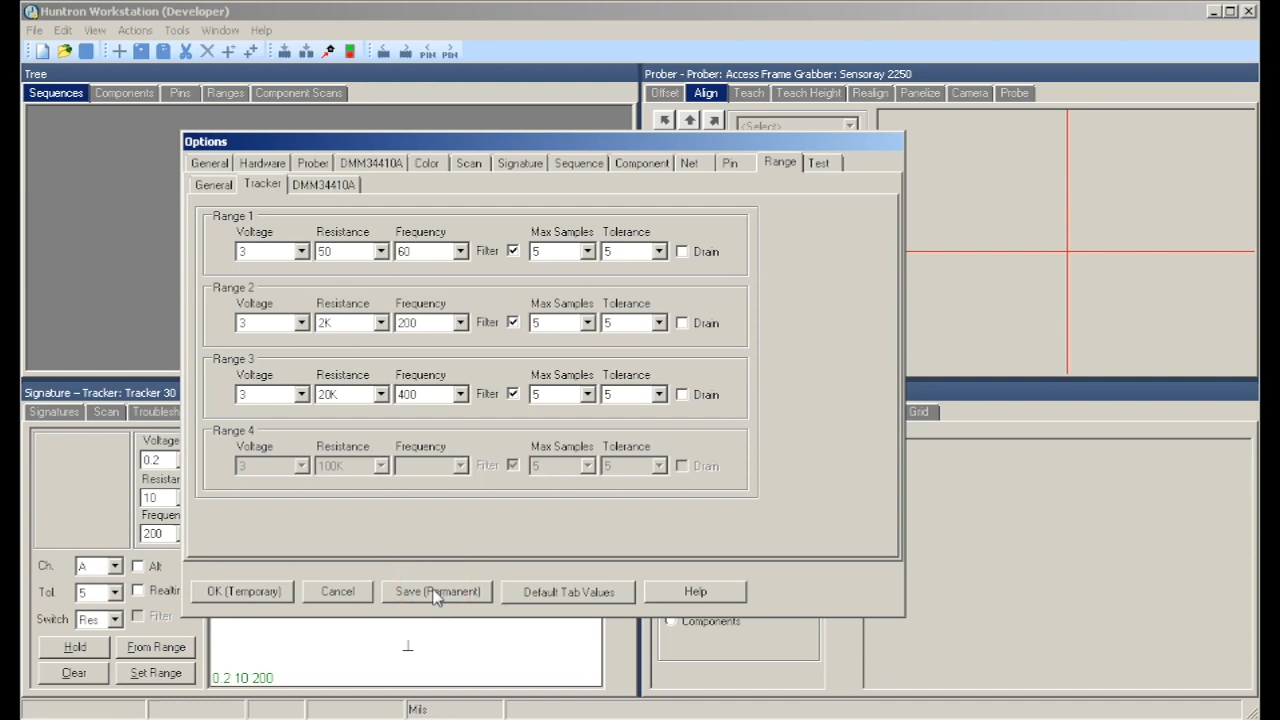 Huntron Workstation (Developer)
File Edit View Actions Tools Window Help
PIN PIN
Tree
Prober - Prober: Access Frame Grabber: Sensoray 2250
Sequences Components Pins Ranges Component Scans
Offset Align Teach Teach Height Realign Panelize Camera Probe
<Select>
Options
General Hardware Prober DMM34410A Color Scan Signature Sequence Component Net Pin Range Test
General Tracker DMM34410A
Range 1
Voltage Resistance Frequency Max Samples Tolerance
3 50 60 Filter 5 5 Drain
Range 2
Voltage Resistance Frequency Max Samples Tolerance
3 2K 200 Filter 5 5 Drain
Range 3
Voltage Resistance Frequency Max Samples Tolerance
3 20K 400 Filter 5 5 Drain
Range 4
Voltage Resistance Frequency Max Samples Tolerance
3 100K Filter 5 5 Drain
OK (Temporary) Cancel Save (Permanent) Default Tab Values Help
Signature – Tracker: Tracker 30
Signatures Scan Troublesh
Grid
Voltage
0.2
Resistar
10
Frequen
200
Ch. A Alt
Tol. 5 Realtin
Switch Res Filter
Hold From Range
Clear Set Range
0.2 10 200
Components
Mils